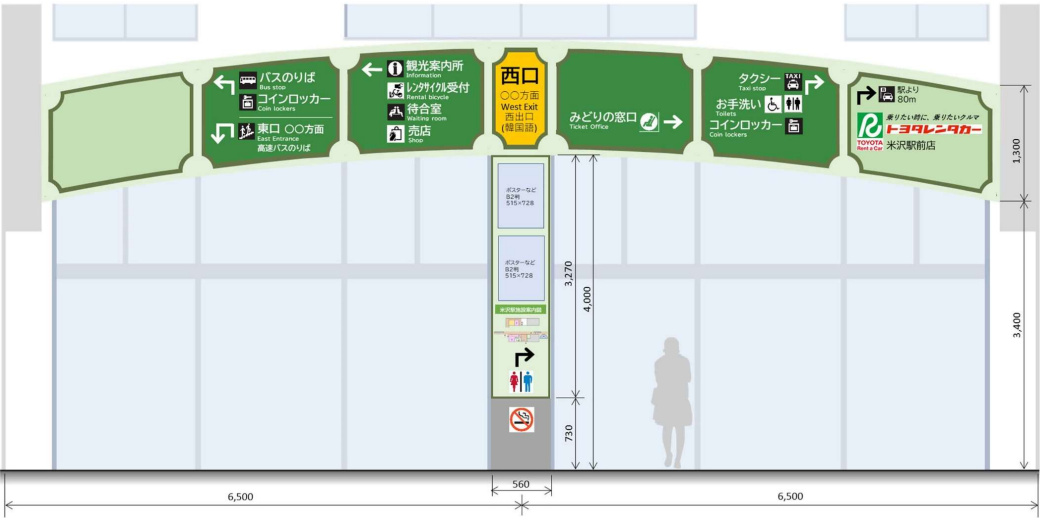 バスのりば
Bus stop
コインロッカー
Coin lockers
東口 〇〇方面
East Entrance
高速バスのりば
観光案内所
Information
レンタサイクル受付
Rental bicycle
待合室
Waiting room
売店
Shop
西口
〇〇方面
West Exit
西出口
(韓国語)
みどりの窓口
Ticket Office
タクシー
TAXI
Taxi stop
お手洗い
Toilets
コインロッカー
Coin lockers
P
駅より
80m
乗りたい時に、乗りたいクルマ
トヨタレンタカー
TOYOTA
Rent a Car
米沢駅前店
ポスターなど
B2判
515×728
ポスターなど
B2判
515×728
米沢駅施設案内図
1,300
3,400
3,270
4,000
730
560
6,500
6,500